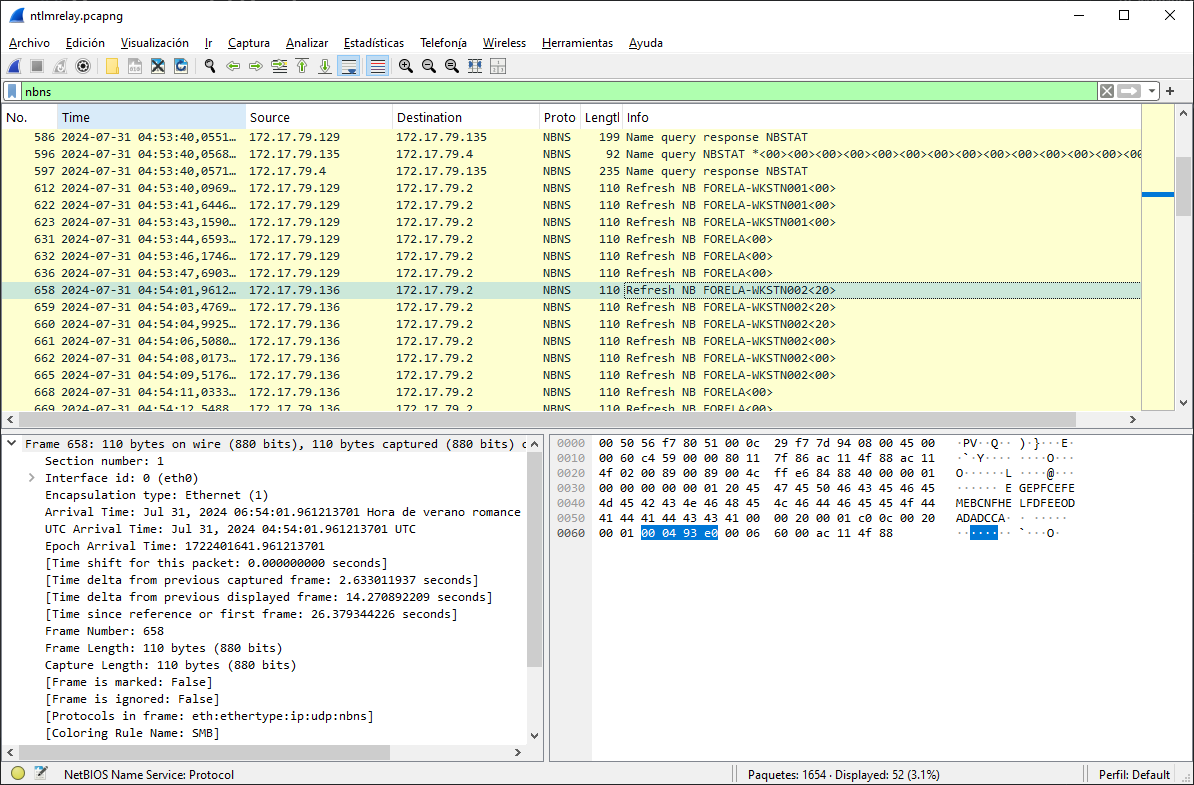 ntlmrelay.pcapng
Archivo Edición Visualización Ir Captura Analizar Estadísticas Telefonía Wireless Herramientas Ayuda
nbns
No. Time Source Destination Proto Lengtl Info
586 2024-07-31 04:53:40,0551… 172.17.79.129 172.17.79.135 NBNS 199 Name query response NBSTAT
596 2024-07-31 04:53:40,0568… 172.17.79.135 172.17.79.4 NBNS 92 Name query NBSTAT *<00><00><00><00><00><00><00><00><00><00><00><00><00><00
597 2024-07-31 04:53:40,0571… 172.17.79.4 172.17.79.135 NBNS 235 Name query response NBSTAT
612 2024-07-31 04:53:40,0969… 172.17.79.129 172.17.79.2 NBNS 110 Refresh NB FORELA-WKSTN001<00>
622 2024-07-31 04:53:41,6446… 172.17.79.129 172.17.79.2 NBNS 110 Refresh NB FORELA-WKSTN001<00>
623 2024-07-31 04:53:43,1590… 172.17.79.129 172.17.79.2 NBNS 110 Refresh NB FORELA-WKSTN001<00>
631 2024-07-31 04:53:44,6593… 172.17.79.129 172.17.79.2 NBNS 110 Refresh NB FORELA<00>
632 2024-07-31 04:53:46,1746… 172.17.79.129 172.17.79.2 NBNS 110 Refresh NB FORELA<00>
636 2024-07-31 04:53:47,6903… 172.17.79.129 172.17.79.2 NBNS 110 Refresh NB FORELA<00>
658 2024-07-31 04:54:01,9612… 172.17.79.136 172.17.79.2 NBNS 110 Refresh NB FORELA-WKSTN002<20>
659 2024-07-31 04:54:03,4769… 172.17.79.136 172.17.79.2 NBNS 110 Refresh NB FORELA-WKSTN002<20>
660 2024-07-31 04:54:04,9925… 172.17.79.136 172.17.79.2 NBNS 110 Refresh NB FORELA-WKSTN002<20>
661 2024-07-31 04:54:06,5080… 172.17.79.136 172.17.79.2 NBNS 110 Refresh NB FORELA-WKSTN002<00>
662 2024-07-31 04:54:08,0173… 172.17.79.136 172.17.79.2 NBNS 110 Refresh NB FORELA-WKSTN002<00>
665 2024-07-31 04:54:09,5176… 172.17.79.136 172.17.79.2 NBNS 110 Refresh NB FORELA-WKSTN002<00>
668 2024-07-31 04:54:11,0333… 172.17.79.136 172.17.79.2 NBNS 110 Refresh NB FORELA<00>
669 2024-07-31 04:54:12,5488 172.17.79.136 172.17.79.2 NBNS 110 Refresh NB FORELA<00>
Frame 658: 110 bytes on wire (880 bits), 110 bytes captured (880 bits) o
Section number: 1
Interface id: 0 (eth0)
Encapsulation type: Ethernet (1)
Arrival Time: Jul 31, 2024 06:54:01.961213701 Hora de verano romance
UTC Arrival Time: Jul 31, 2024 04:54:01.961213701 UTC
Epoch Arrival Time: 1722401641.961213701
[Time shift for this packet: 0.000000000 seconds]
[Time delta from previous captured frame: 2.633011937 seconds]
[Time delta from previous displayed frame: 14.270892209 seconds]
[Time since reference or first frame: 26.379344226 seconds]
Frame Number: 658
Frame Length: 110 bytes (880 bits)
Capture Length: 110 bytes (880 bits)
[Frame is marked: False]
[Frame is ignored: False]
[Protocols in frame: eth:ethertype:ip:udp:nbns]
[Coloring Rule Name: SMB]
0000 00 50 56 f7 80 51 00 0c 29 f7 7d 94 08 00 45 00 ·PV··Q·· )·}···E·
0010 00 60 c4 59 00 00 80 11 7f 86 ac 11 4f 88 ac 11 ·`·Y···· ····O···
0020 4f 02 00 89 00 89 00 4c ff e6 84 88 40 00 00 01 O······L ····@···
0030 00 00 00 00 00 01 20 45 47 45 50 46 43 45 46 45 ······ E GEPFCEFE
0040 4d 45 42 43 4e 46 48 45 4c 46 44 46 45 45 4f 44 MEBCNFHE LFDFEEOD
0050 41 44 41 44 43 43 41 00 00 20 00 01 c0 0c 00 20 ADADCCA· · ·····
0060 00 01 00 04 93 e0 00 06 60 00 ac 11 4f 88 ········ `···O·
NetBIOS Name Service: Protocol
Paquetes: 1654 · Displayed: 52 (3.1%)
Perfil: Default